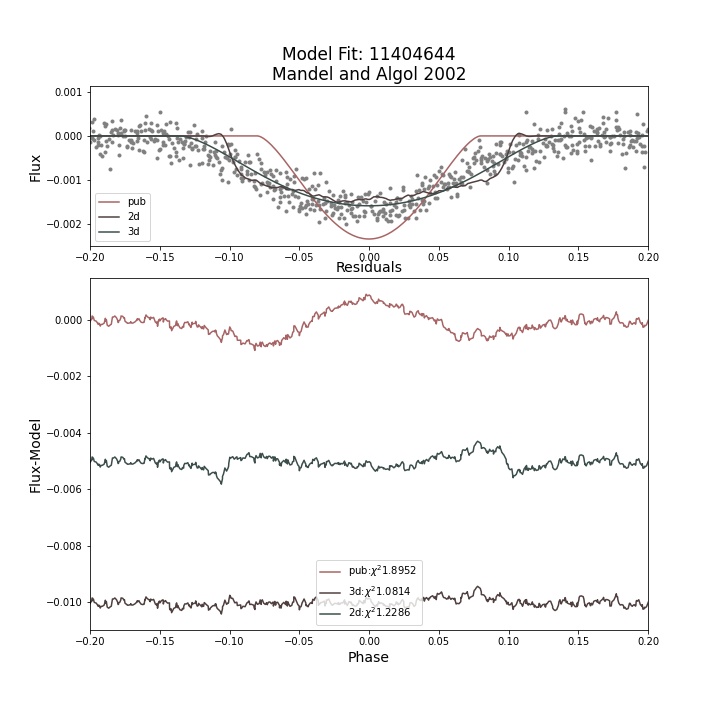 Model Fit: 11404644
Mandel and Algol 2002
0.001
0.000
−0.001
−0.002
Flux
pub
2d
3d
−0.20 −0.15 −0.10 −0.05 0.00 0.05 0.10 0.15 0.20
Residuals
0.000
−0.002
−0.004
−0.006
−0.008
−0.010
Flux-Model
pub:χ²1.8952
3d:χ²1.0814
2d:χ²1.2286
−0.20 −0.15 −0.10 −0.05 0.00 0.05 0.10 0.15 0.20
Phase